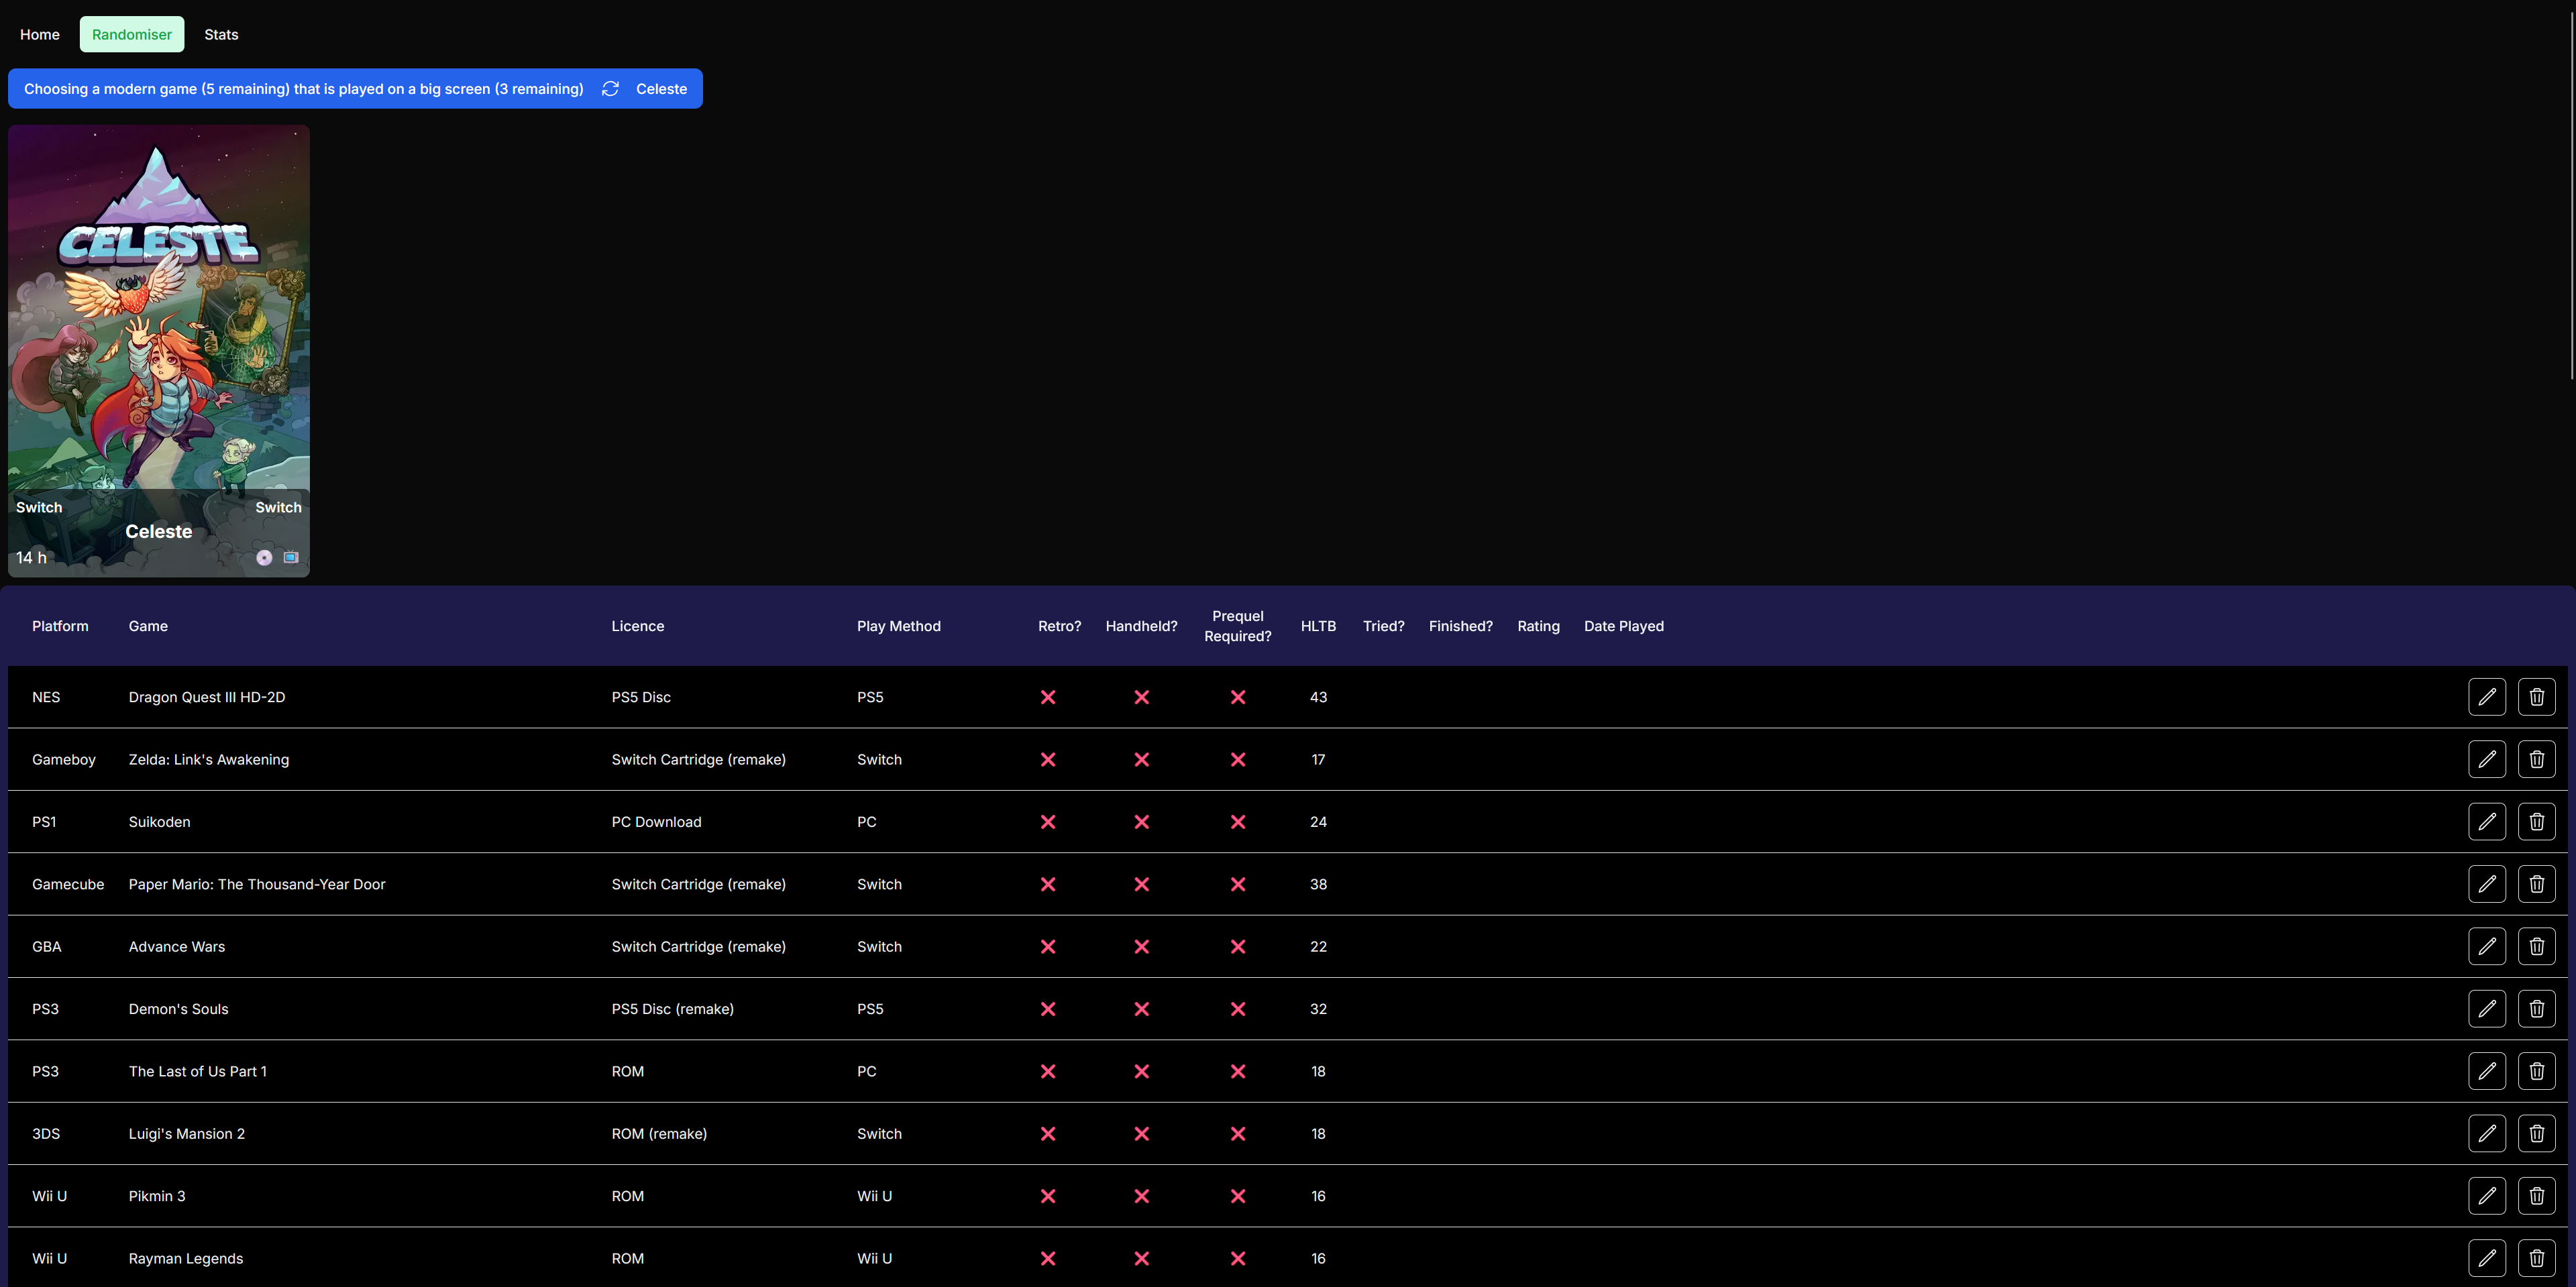 Home Randomiser Stats
Choosing a modern game (5 remaining) that is played on a big screen (3 remaining) Celeste
CELESTE
Switch Switch
Celeste
14 h
Platform Game Licence Play Method Retro? Handheld? Prequel Required? HLTB Tried? Finished? Rating Date Played
NES Dragon Quest III HD-2D PS5 Disc PS5 43
Gameboy Zelda: Link's Awakening Switch Cartridge (remake) Switch 17
PS1 Suikoden PC Download PC 24
Gamecube Paper Mario: The Thousand-Year Door Switch Cartridge (remake) Switch 38
GBA Advance Wars Switch Cartridge (remake) Switch 22
PS3 Demon's Souls PS5 Disc (remake) PS5 32
PS3 The Last of Us Part 1 ROM PC 18
3DS Luigi's Mansion 2 ROM (remake) Switch 18
Wii U Pikmin 3 ROM Wii U 16
Wii U Rayman Legends ROM Wii U 16